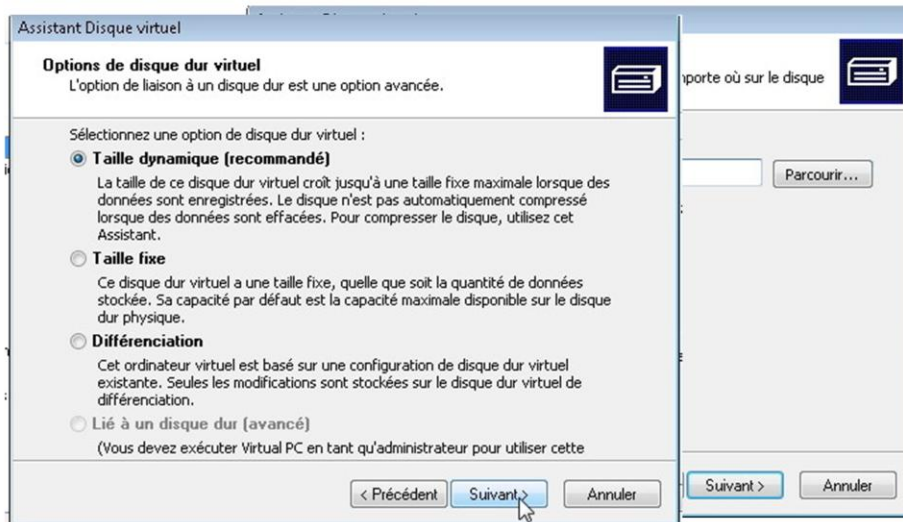 Assistant Disque virtuel
Options de disque dur virtuel
L'option de liaison à un disque dur est une option avancée.
Sélectionnez une option de disque dur virtuel :
Taille dynamique (recommandé)
La taille de ce disque dur virtuel croît jusqu'à une taille fixe maximale lorsque des
données sont enregistrées. Le disque n'est pas automatiquement compressé
lorsque des données sont effacées. Pour compresser le disque, utilisez cet
Assistant.
Taille fixe
Ce disque dur virtuel a une taille fixe, quelle que soit la quantité de données
stockée. Sa capacité par défaut est la capacité maximale disponible sur le disque
dur physique.
Différenciation
Cet ordinateur virtuel est basé sur une configuration de disque dur virtuel
existante. Seules les modifications sont stockées sur le disque dur virtuel de
différenciation.
Lié à un disque dur (avancé)
(Vous devez exécuter Virtual PC en tant qu'administrateur pour utiliser cette
< Précédent Suivant > Annuler
où sur le disque
Parcourir...
Suivant > Annuler